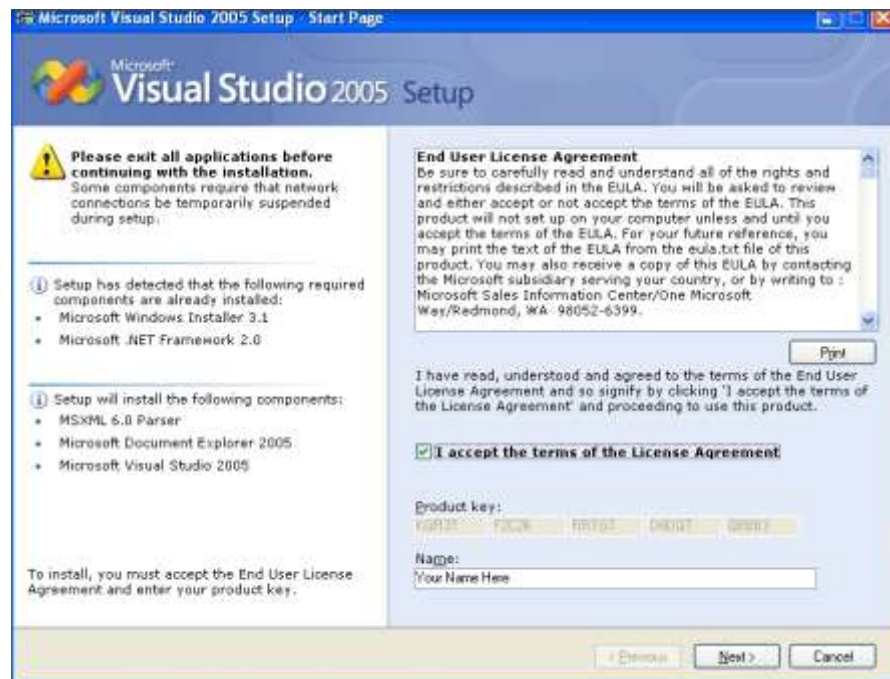 Microsoft Visual Studio 2005 Setup - Start Page
Microsoft
Visual Studio 2005 Setup
Please exit all applications before
continuing with the installation.
Some components require that network
connections be temporarily suspended
during setup.
Setup has detected that the following required
components are already installed:
Microsoft Windows Installer 3.1
Microsoft .NET Framework 2.0
Setup will install the following components:
MSXML 6.0 Parser
Microsoft Document Explorer 2005
Microsoft Visual Studio 2005
To install, you must accept the End User License
Agreement and enter your product key.
End User License Agreement
Be sure to carefully read and understand all of the rights and
restrictions described in the EULA. You will be asked to review
and either accept or not accept the terms of the EULA. This
product will not set up on your computer unless and until you
accept the terms of the EULA. For your future reference, you
may print the text of the EULA from the eula.txt file of this
product. You may also receive a copy of this EULA by contacting
the Microsoft subsidiary serving your country, or by writing to :
Microsoft Sales Information Center/One Microsoft
Way/Redmond, WA 98052-6399.
Print
I have read, understood and agreed to the terms of the End User
License Agreement and so signify by clicking 'I accept the terms of
the License Agreement' and proceeding to use this product.
I accept the terms of the License Agreement
Product key:
Name:
Your Name Here
< Previous
Next >
Cancel